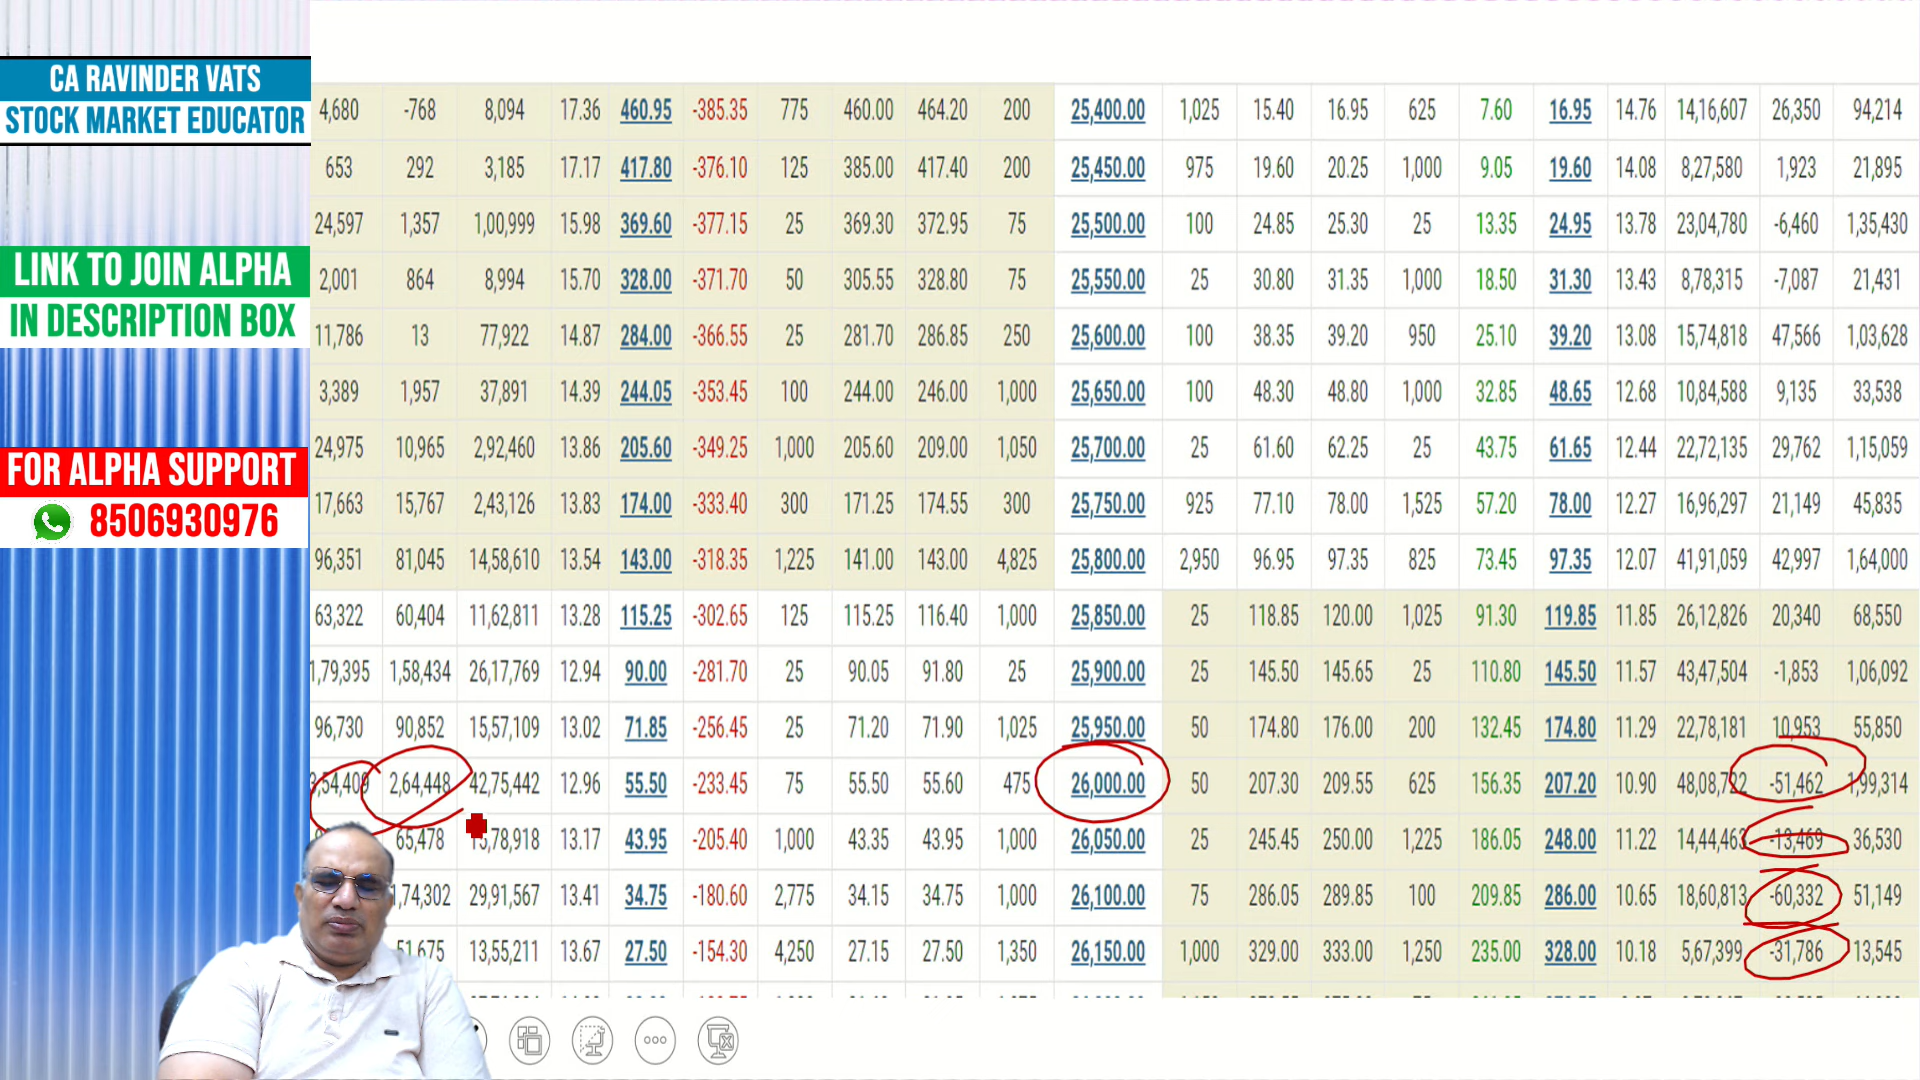 CA RAVINDER VATS
STOCK MARKET EDUCATOR
LINK TO JOIN ALPHA
IN DESCRIPTION BOX
FOR ALPHA SUPPORT
8506930976
4,680 -768 8,094 17.36 460.95 -385.35 775 460.00 464.20 200 25,400.00 1,025 15.40 16.95 625 7.60 16.95 14.76 14,16,607 26,350 94,214
653 292 3,185 17.17 417.80 -376.10 125 385.00 417.40 200 25,450.00 975 19.60 20.25 1,000 9.05 19.60 14.08 8,27,580 1,923 21,895
24,597 1,357 1,00,999 15.98 369.60 -377.15 25 369.30 372.95 75 25,500.00 100 24.85 25.30 25 13.35 24.95 13.78 23,04,780 -6,460 1,35,430
2,001 864 8,994 15.70 328.00 -371.70 50 305.55 328.80 75 25,550.00 25 30.80 31.35 1,000 18.50 31.30 13.43 8,78,315 -7,087 21,431
11,786 13 77,922 14.87 284.00 -366.55 25 281.70 286.85 250 25,600.00 100 38.35 39.20 950 25.10 39.20 13.08 15,74,818 47,566 1,03,628
3,389 1,957 37,891 14.39 244.05 -353.45 100 244.00 246.00 1,000 25,650.00 100 48.30 48.80 1,000 32.85 48.65 12.68 10,84,588 9,135 33,538
24,975 10,965 2,92,460 13.86 205.60 -349.25 1,000 205.60 209.00 1,050 25,700.00 25 61.60 62.25 25 43.75 61.65 12.44 22,72,135 29,762 1,15,059
17,663 15,767 2,43,126 13.83 174.00 -333.40 300 171.25 174.55 300 25,750.00 925 77.10 78.00 1,525 57.20 78.00 12.27 16,96,297 21,149 45,835
96,351 81,045 14,58,610 13.54 143.00 -318.35 1,225 141.00 143.00 4,825 25,800.00 2,950 96.95 97.35 825 73.45 97.35 12.07 41,91,059 42,997 1,64,000
63,322 60,404 11,62,811 13.28 115.25 -302.65 125 115.25 116.40 1,000 25,850.00 25 118.85 120.00 1,025 91.30 119.85 11.85 26,12,826 20,340 68,550
1,79,395 1,58,434 26,17,769 12.94 90.00 -281.70 25 90.05 91.80 25 25,900.00 25 145.50 145.65 25 110.80 145.50 11.57 43,47,504 -1,853 1,06,092
96,730 90,852 15,57,109 13.02 71.85 -256.45 25 71.20 71.90 1,025 25,950.00 50 174.80 176.00 200 132.45 174.80 11.29 22,78,181 10,953 55,850
3,54,409 2,64,448 42,75,442 12.96 55.50 -233.45 75 55.50 55.60 475 26,000.00 50 207.30 209.55 625 156.35 207.20 10.90 48,08,722 -51,462 1,99,314
65,478 15,78,918 13.17 43.95 -205.40 1,000 43.35 43.95 1,000 26,050.00 25 245.45 250.00 1,225 186.05 248.00 11.22 14,44,463 -13,469 36,530
1,74,302 29,91,567 13.41 34.75 -180.60 2,775 34.15 34.75 1,000 26,100.00 75 286.05 289.85 100 209.85 286.00 10.65 18,60,813 -60,332 51,149
51,675 13,55,211 13.67 27.50 -154.30 4,250 27.15 27.50 1,350 26,150.00 1,000 329.00 333.00 1,250 235.00 328.00 10.18 5,67,399 -31,786 13,545